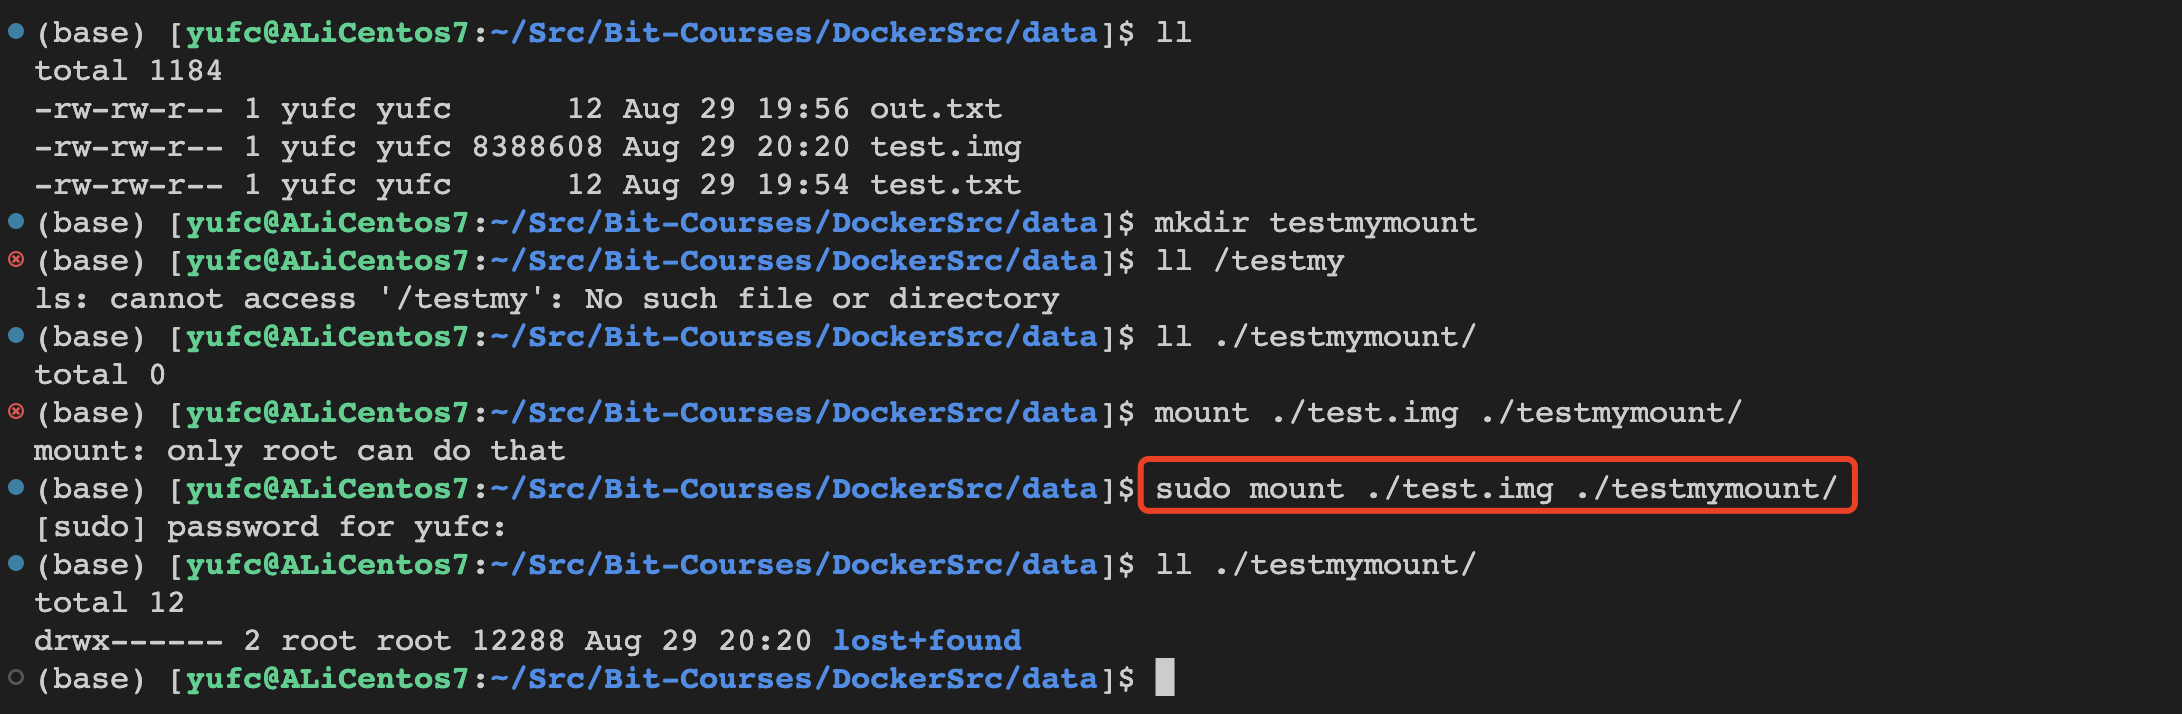 (base) [yufc@ALiCentos7:~/Src/Bit-Courses/DockerSrc/data]$ ll
total 1184
-rw-rw-r-- 1 yufc yufc      12 Aug 29 19:56 out.txt
-rw-rw-r-- 1 yufc yufc 8388608 Aug 29 20:20 test.img
-rw-rw-r-- 1 yufc yufc      12 Aug 29 19:54 test.txt
(base) [yufc@ALiCentos7:~/Src/Bit-Courses/DockerSrc/data]$ mkdir testmymount
(base) [yufc@ALiCentos7:~/Src/Bit-Courses/DockerSrc/data]$ ll /testmy
ls: cannot access '/testmy': No such file or directory
(base) [yufc@ALiCentos7:~/Src/Bit-Courses/DockerSrc/data]$ ll ./testmymount/
total 0
(base) [yufc@ALiCentos7:~/Src/Bit-Courses/DockerSrc/data]$ mount ./test.img ./testmymount/
mount: only root can do that
(base) [yufc@ALiCentos7:~/Src/Bit-Courses/DockerSrc/data]$ sudo mount ./test.img ./testmymount/
[sudo] password for yufc:
(base) [yufc@ALiCentos7:~/Src/Bit-Courses/DockerSrc/data]$ ll ./testmymount/
total 12
drwx------ 2 root root 12288 Aug 29 20:20 lost+found
(base) [yufc@ALiCentos7:~/Src/Bit-Courses/DockerSrc/data]$